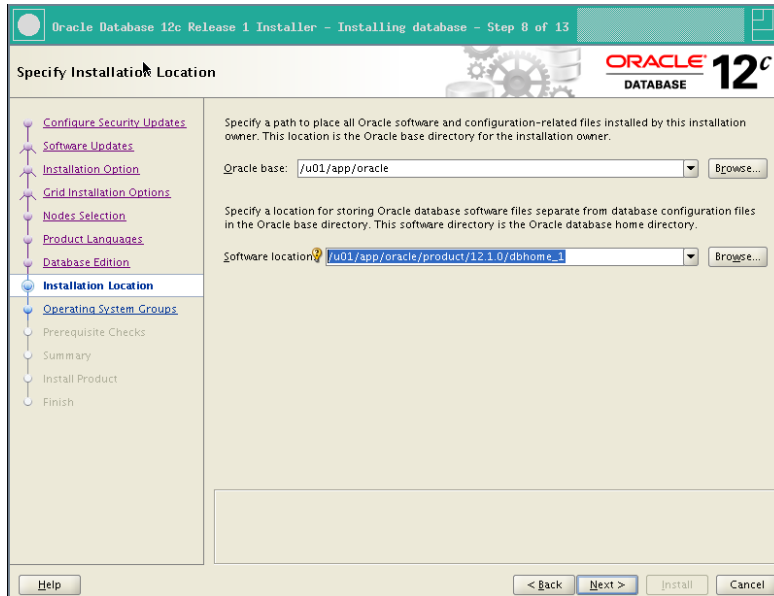 Oracle Database 12c Release 1 Installer - Installing database - Step 8 of 13
Specify Installation Location
ORACLE
DATABASE
12c
Configure Security Updates
Software Updates
Installation Option
Grid Installation Options
Nodes Selection
Product Languages
Database Edition
Installation Location
Operating System Groups
Prerequisite Checks
Summary
Install Product
Finish
Specify a path to place all Oracle software and configuration-related files installed by this installation
owner. This location is the Oracle base directory for the installation owner.
Oracle base: /u01/app/oracle Browse...
Specify a location for storing Oracle database software files separate from database configuration files
in the Oracle base directory. This software directory is the Oracle database home directory.
Software location: /u01/app/oracle/product/12.1.0/dbhome_1 Browse...
Help
< Back Next > Install Cancel